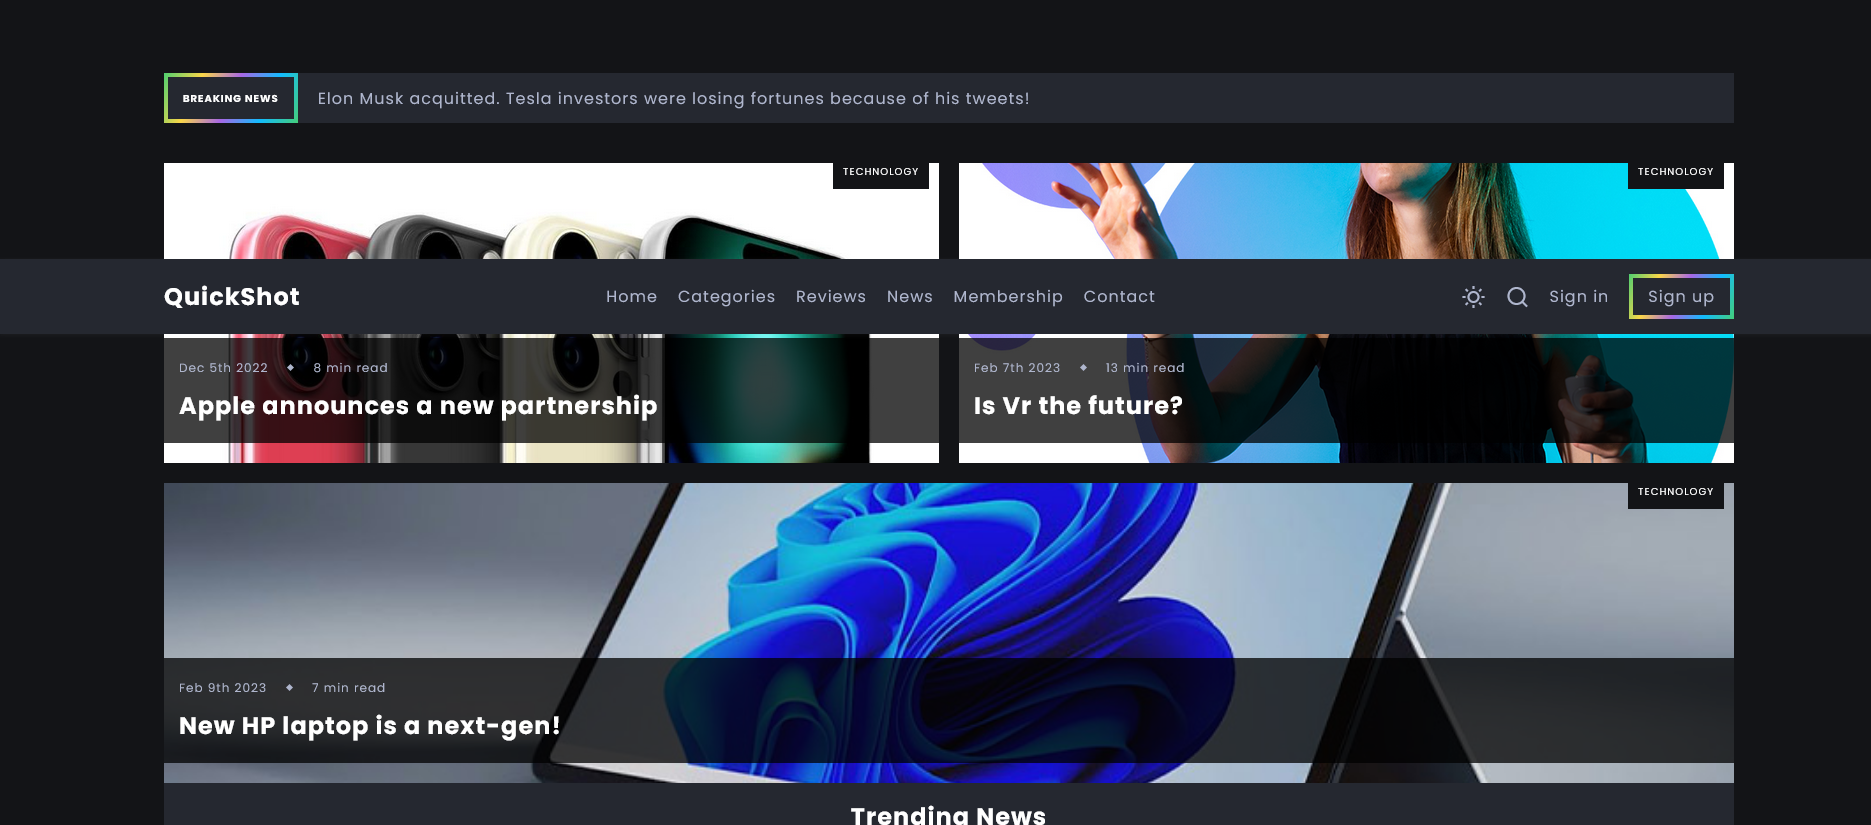 BREAKING NEWS
Elon Musk acquitted. Tesla investors were losing fortunes because of his tweets!
TECHNOLOGY
TECHNOLOGY
QuickShot
Home Categories Reviews News Membership Contact
Sign in
Sign up
Dec 5th 2022 ◆ 8 min read
Apple announces a new partnership
Feb 7th 2023 ◆ 13 min read
Is Vr the future?
TECHNOLOGY
Feb 9th 2023 ◆ 7 min read
New HP laptop is a next-gen!
Trending News